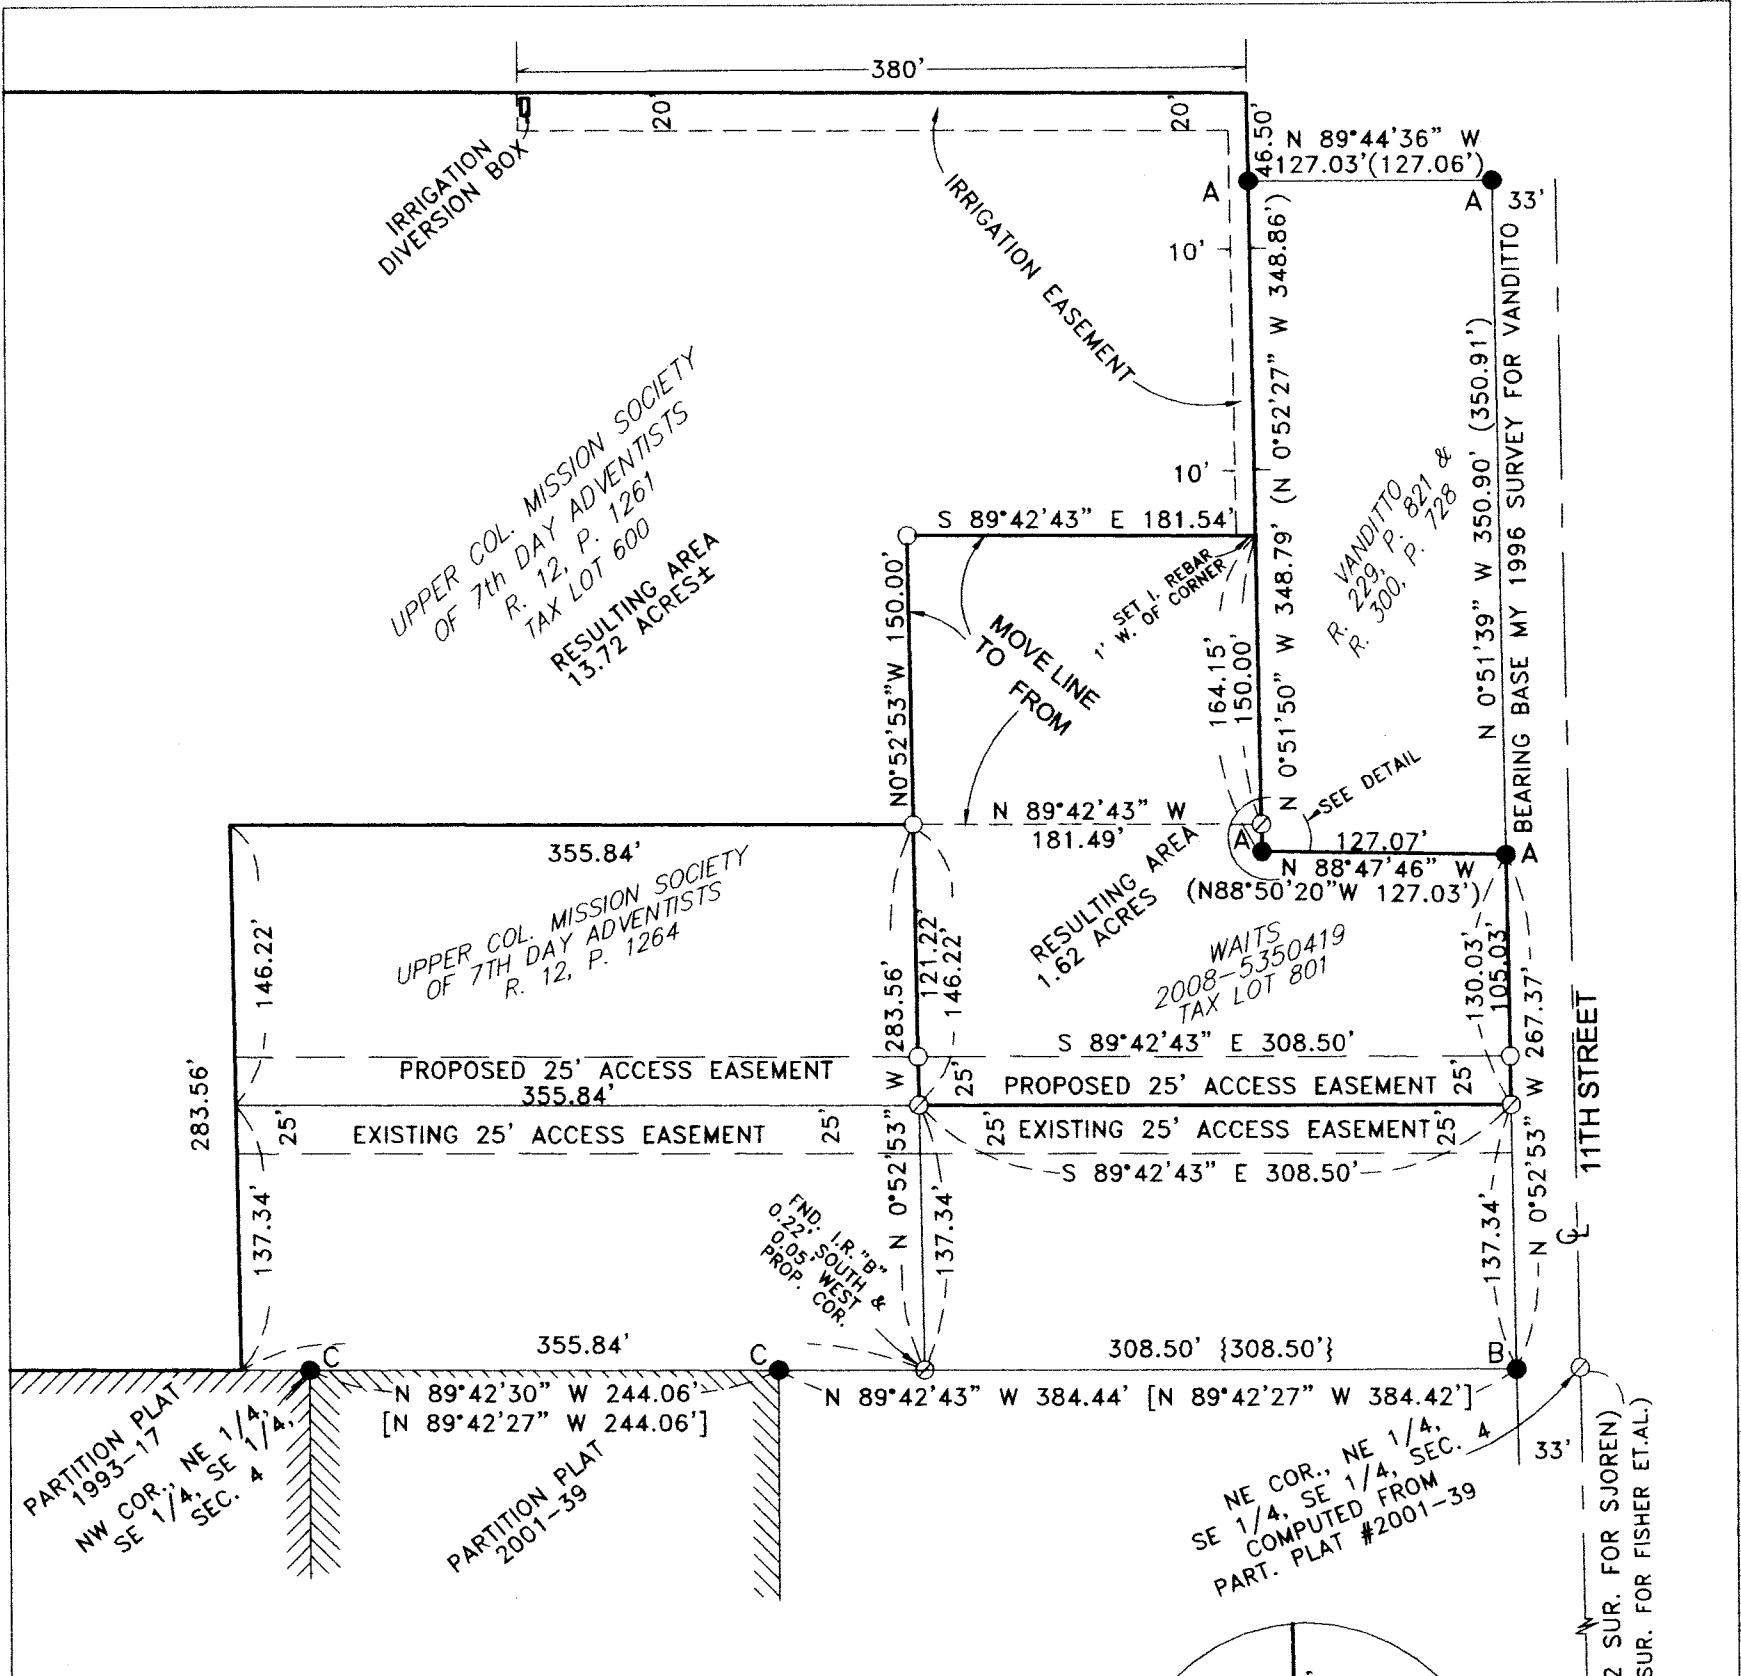 380'
20'
20'
46.50'
N 89°44'36" W
127.03'(127.06')
A
A
33'
IRRIGATION
DIVERSION BOX
IRRIGATION EASEMENT
10'
10'
N 0°51'50" W 348.79' (N 0°52'27" W 348.86')
N 0°51'39" W 350.90' (350.91')
BEARING BASE MY 1996 SURVEY FOR VANDITTO
VANDITTO
R. 229, P. 821 &
R. 300, P. 728
UPPER COL. MISSION SOCIETY
OF 7th DAY ADVENTISTS
R. 12, P. 1261
TAX LOT 600
RESULTING AREA
13.72 ACRES±
S 89°42'43" E 181.54'
SET I. REBAR
1' W. OF CORNER
N0°52'53"W 150.00'
MOVE LINE
TO
FROM
164.15'
150.00'
SEE DETAIL
N 89°42'43" W
181.49'
A
127.07'
A
N 88°47'46" W
(N88°50'20"W 127.03')
355.84'
UPPER COL. MISSION SOCIETY
OF 7TH DAY ADVENTISTS
R. 12, P. 1264
RESULTING AREA
1.62 ACRES
WAITS
2008-5350419
TAX LOT 801
146.22'
121.22'
146.22'
130.03'
105.03'
283.56'
N 0°52'53" W 283.56'
N 0°52'53" W 267.37'
11TH STREET
S 89°42'43" E 308.50'
PROPOSED 25' ACCESS EASEMENT
25'
PROPOSED 25' ACCESS EASEMENT
25'
355.84'
25'
EXISTING 25' ACCESS EASEMENT
25'
25'
EXISTING 25' ACCESS EASEMENT
25'
S 89°42'43" E 308.50'
137.34'
137.34'
137.34'
℄
FND. I.R. "B"
0.22' SOUTH &
0.05' WEST
PROP. COR.
355.84'
308.50' {308.50'}
C
C
B
N 89°42'30" W 244.06'
[N 89°42'27" W 244.06']
N 89°42'43" W 384.44' [N 89°42'27" W 384.42']
PARTITION PLAT
1993-17
NW COR., NE 1/4,
SE 1/4, SE 1/4,
SEC. 4
PARTITION PLAT
2001-39
NE COR., NE 1/4,
SE 1/4, SE 1/4, SEC. 4
COMPUTED FROM
PART. PLAT #2001-39
33'
2 SUR. FOR SJOREN)
SUR. FOR FISHER ET.AL.)